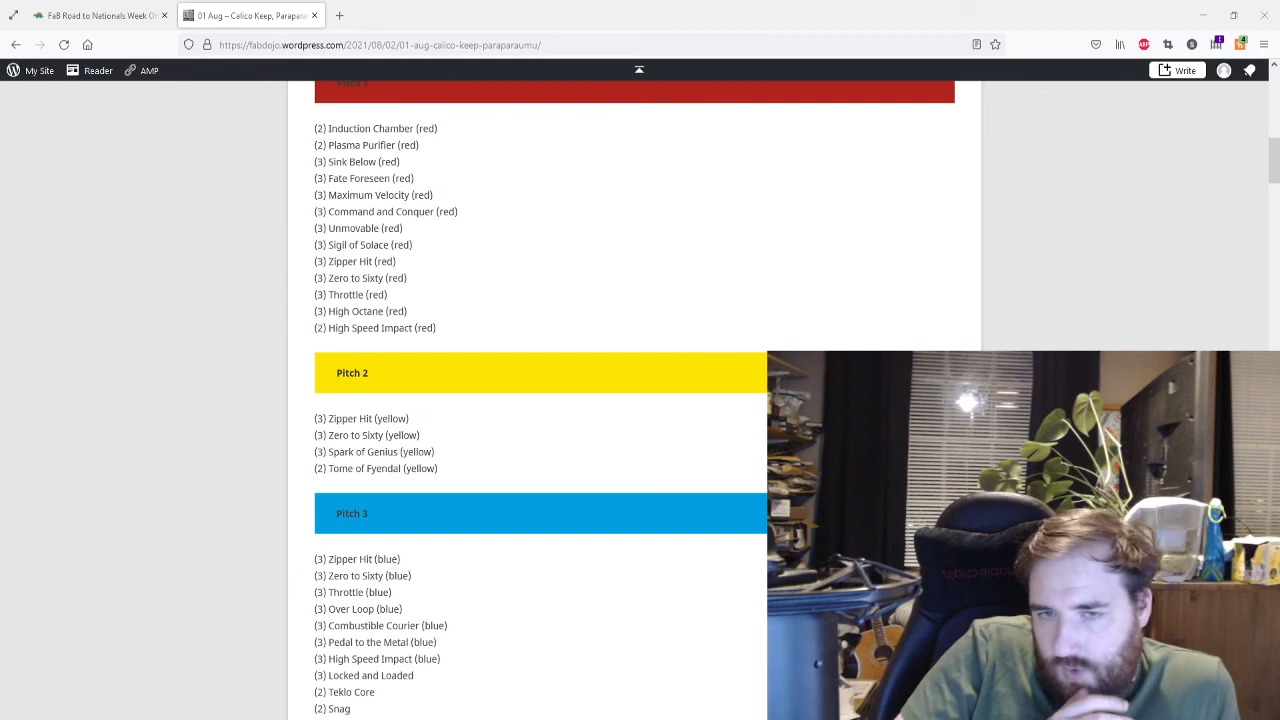 FaB Road to Nationals Week On
01 Aug – Calico Keep, Parapara
https://fabdojo.wordpress.com/2021/08/02/01-aug-calico-keep-paraparaumu/
My Site
Reader
AMP
Write
Pitch 1
(2) Induction Chamber (red)
(2) Plasma Purifier (red)
(3) Sink Below (red)
(3) Fate Foreseen (red)
(3) Maximum Velocity (red)
(3) Command and Conquer (red)
(3) Unmovable (red)
(3) Sigil of Solace (red)
(3) Zipper Hit (red)
(3) Zero to Sixty (red)
(3) Throttle (red)
(3) High Octane (red)
(2) High Speed Impact (red)
Pitch 2
(3) Zipper Hit (yellow)
(3) Zero to Sixty (yellow)
(3) Spark of Genius (yellow)
(2) Tome of Fyendal (yellow)
Pitch 3
(3) Zipper Hit (blue)
(3) Zero to Sixty (blue)
(3) Throttle (blue)
(3) Over Loop (blue)
(3) Combustible Courier (blue)
(3) Pedal to the Metal (blue)
(3) High Speed Impact (blue)
(3) Locked and Loaded
(2) Teklo Core
(2) Snag